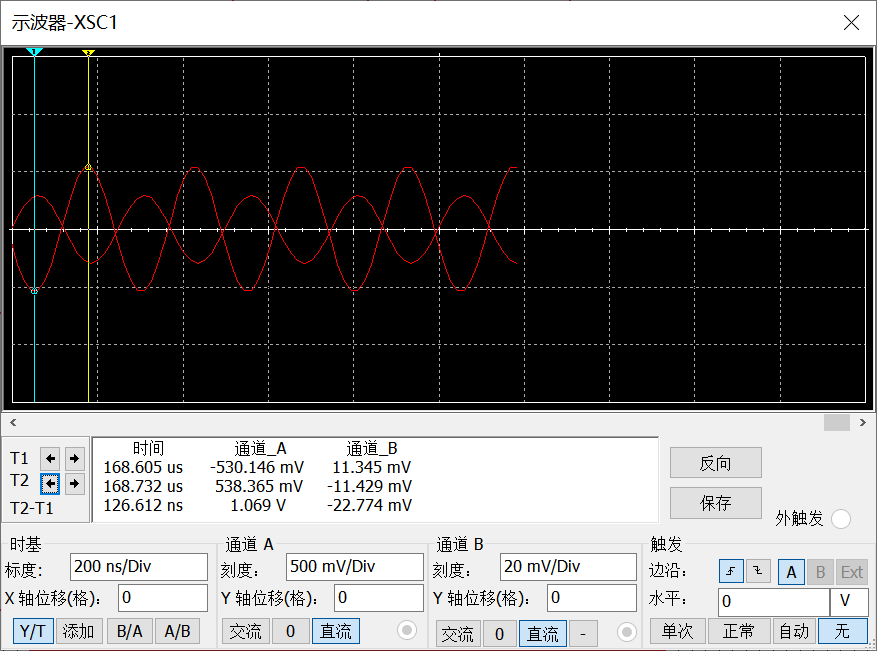 示波器-XSC1
1 2
时间 通道_A 通道_B
T1 168.605 us -530.146 mV 11.345 mV
T2 168.732 us 538.365 mV -11.429 mV
T2-T1 126.612 ns 1.069 V -22.774 mV
反向
保存
外触发
时基 通道 A 通道 B 触发
标度: 200 ns/Div 刻度: 500 mV/Div 刻度: 20 mV/Div 边沿: A B Ext
X 轴位移(格): 0 Y 轴位移(格): 0 Y 轴位移(格): 0 水平: 0 V
Y/T 添加 B/A A/B 交流 0 直流 交流 0 直流 - 单次 正常 自动 无